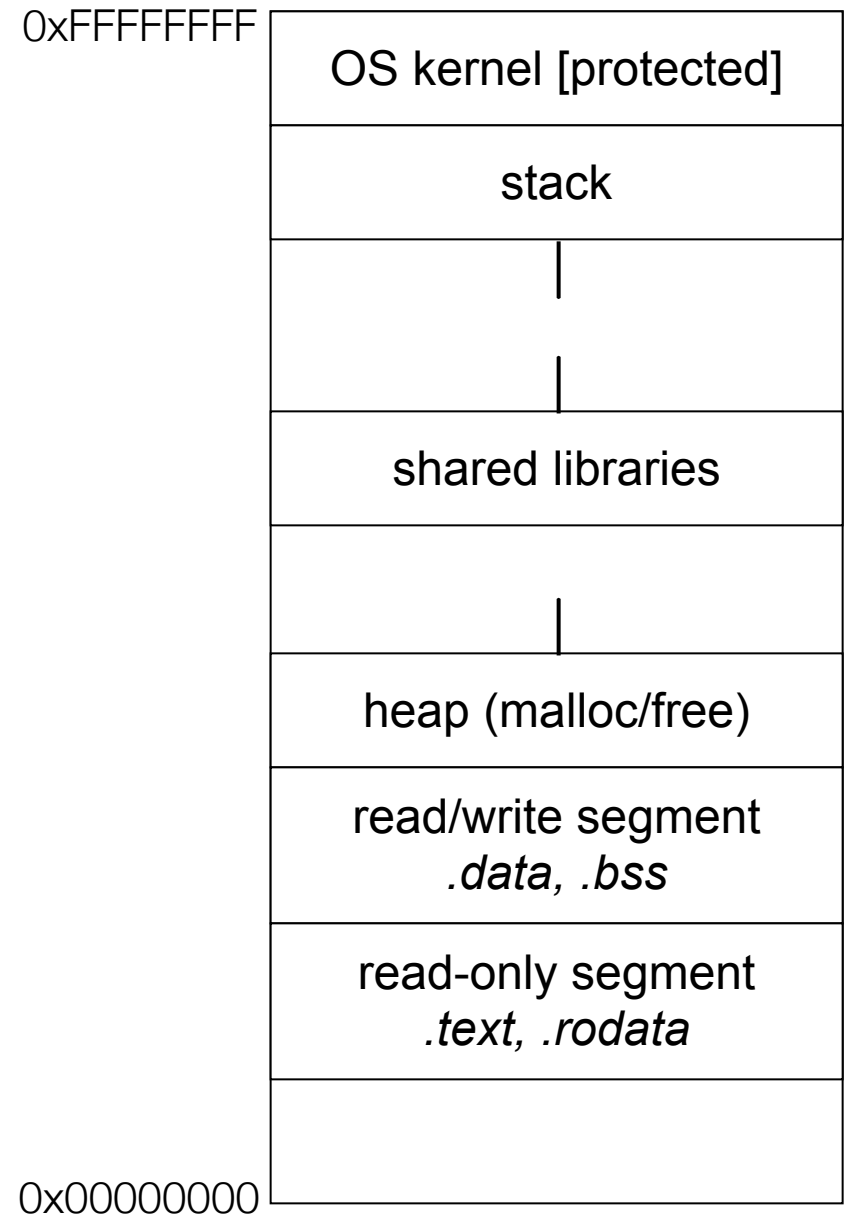 0xFFFFFFFF
OS kernel [protected]
stack
shared libraries
heap (malloc/free)
read/write segment
.data, .bss
read-only segment
.text, .rodata
0x00000000